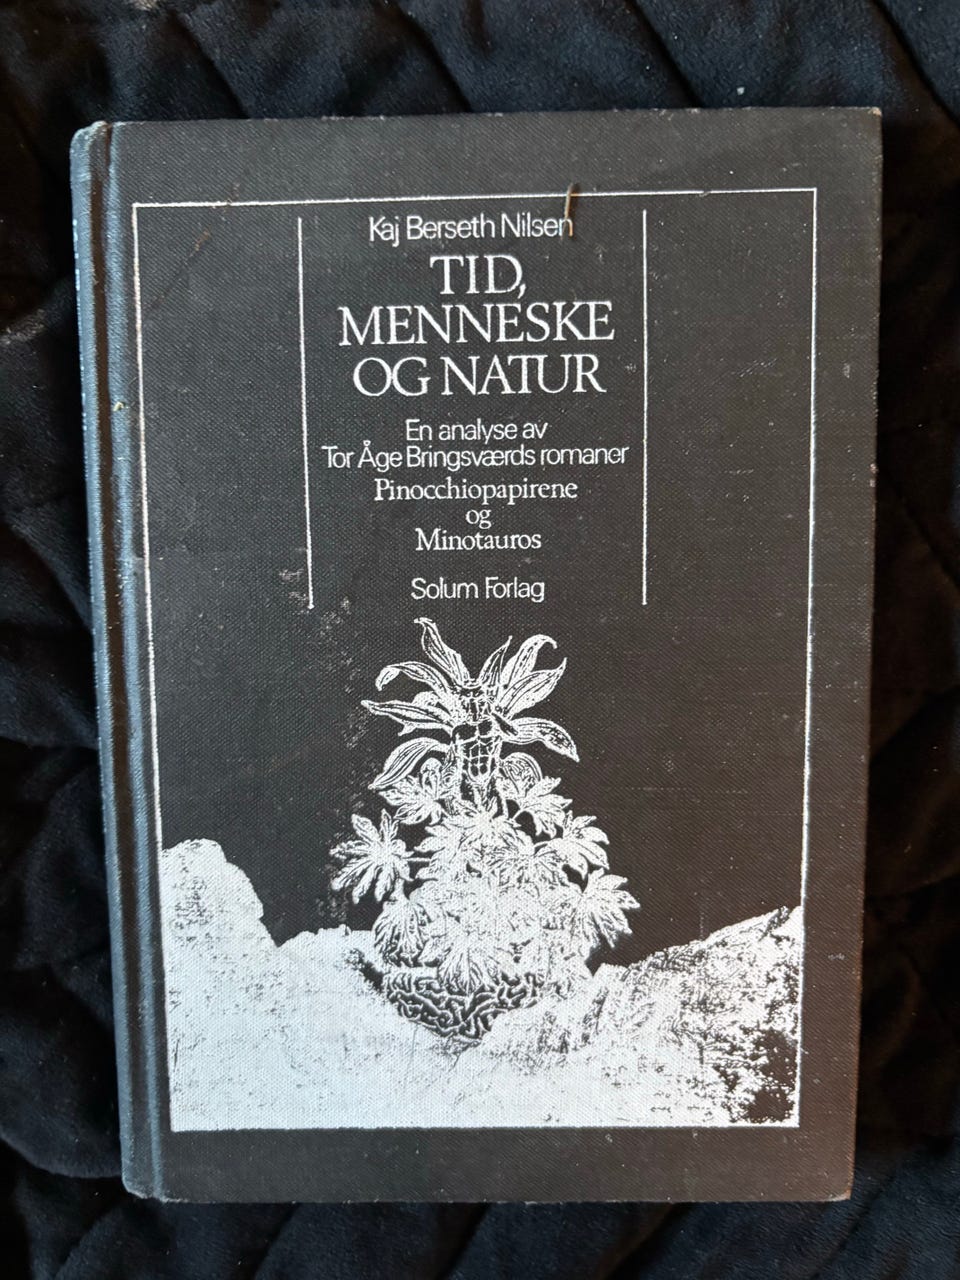 Kaj Berseth Nilsen
TID,
MENNESKE
OG NATUR
En analyse av
Tor Åge Bringsværds romaner
Pinocchiopapirene
og
Minotauros
Solum Forlag